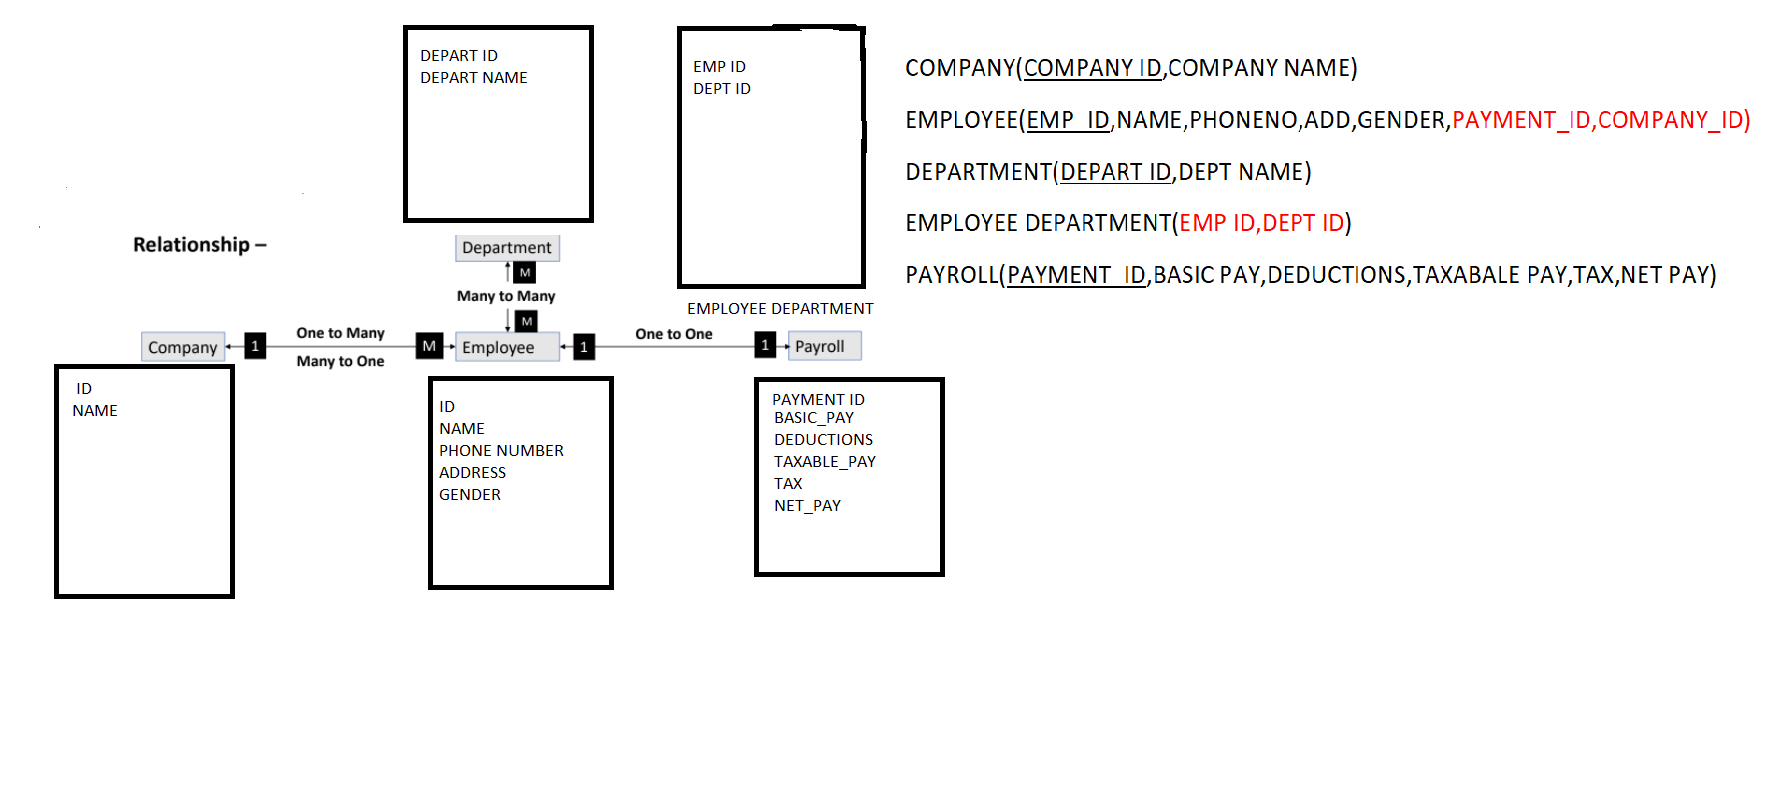 DEPART ID
DEPART NAME
EMP ID
DEPT ID
EMPLOYEE DEPARTMENT
Relationship –
Department
M
Many to Many
M
Company
1
One to Many
Many to One
M
Employee
1
One to One
1
Payroll
ID
NAME
ID
NAME
PHONE NUMBER
ADDRESS
GENDER
PAYMENT ID
BASIC_PAY
DEDUCTIONS
TAXABLE_PAY
TAX
NET_PAY
COMPANY(COMPANY ID,COMPANY NAME)
EMPLOYEE(EMP_ID,NAME,PHONENO,ADD,GENDER,PAYMENT_ID,COMPANY_ID)
DEPARTMENT(DEPART ID,DEPT NAME)
EMPLOYEE DEPARTMENT(EMP ID,DEPT ID)
PAYROLL(PAYMENT_ID,BASIC PAY,DEDUCTIONS,TAXABALE PAY,TAX,NET PAY)